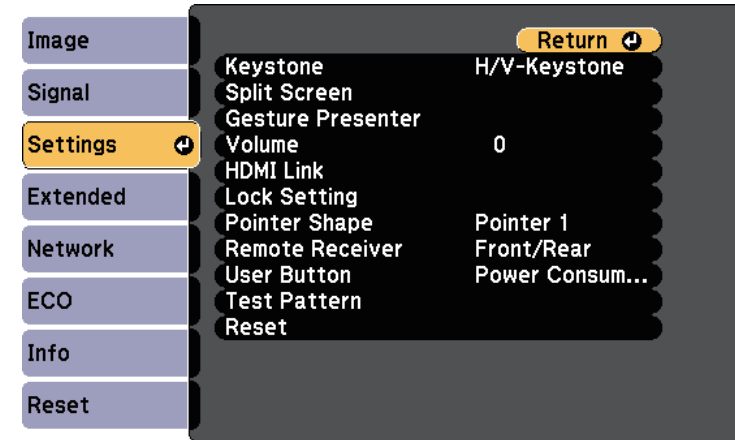 Image
Signal
Settings
Extended
Network
ECO
Info
Reset
Return
Keystone H/V-Keystone
Split Screen
Gesture Presenter
Volume 0
HDMI Link
Lock Setting
Pointer Shape Pointer 1
Remote Receiver Front/Rear
User Button Power Consum...
Test Pattern
Reset